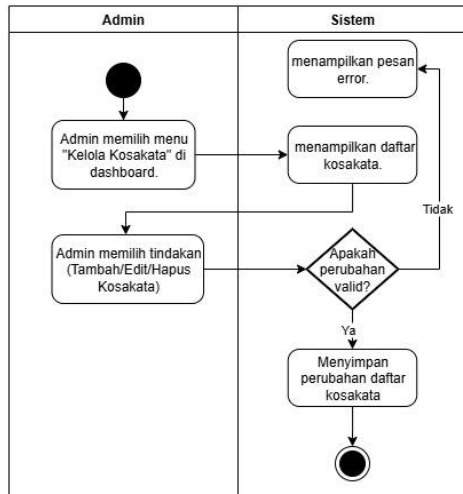 Admin
Sistem
menampilkan pesan
error.
Admin memilih menu
"Kelola Kosakata" di
dashboard.
menampilkan daftar
kosakata.
Tidak
Admin memilih tindakan
(Tambah/Edit/Hapus
Kosakata)
Apakah
perubahan
valid?
Ya
Menyimpan
perubahan daftar
kosakata